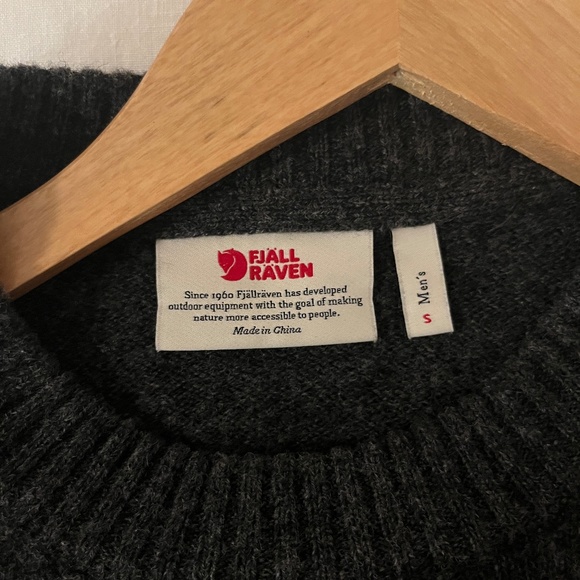 FJÄLL
RÄVEN
Since 1960 Fjällräven has developed
outdoor equipment with the goal of making
nature more accessible to people.
Made in China
Men's
S